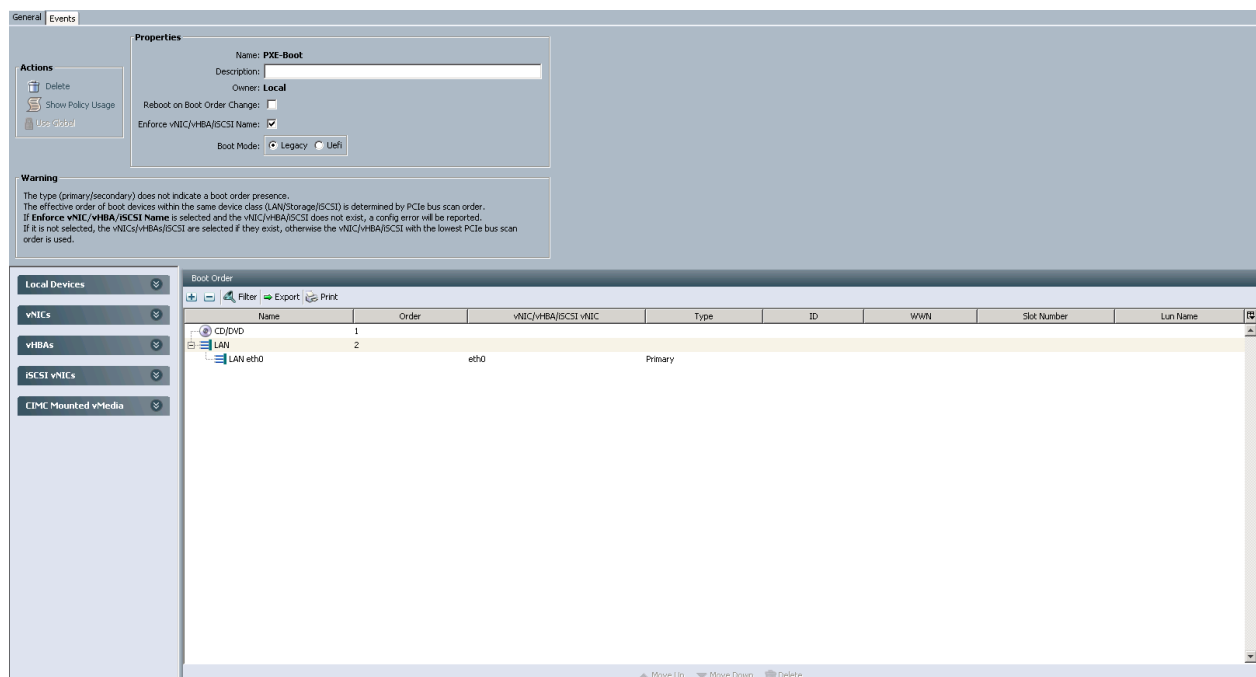 General Events
Properties
Name: PXE-Boot
Description:
Owner: Local
Reboot on Boot Order Change:
Enforce vNIC/vHBA/iSCSI Name:
Boot Mode: Legacy Uefi
Actions
Delete
Show Policy Usage
Use Global
Warning
The type (primary/secondary) does not indicate a boot order presence.
The effective order of boot devices within the same device class (LAN/Storage/iSCSI) is determined by PCIe bus scan order.
If Enforce vNIC/vHBA/iSCSI Name is selected and the vNIC/vHBA/iSCSI does not exist, a config error will be reported.
If it is not selected, the vNICs/vHBAs/iSCSI are selected if they exist, otherwise the vNIC/vHBA/iSCSI with the lowest PCIe bus scan
order is used.
Local Devices
vNICs
vHBAs
iSCSI vNICs
CIMC Mounted vMedia
Boot Order
Filter Export Print
Name Order vNIC/vHBA/iSCSI vNIC Type ID WWN Slot Number Lun Name
CD/DVD 1
LAN 2
LAN eth0 eth0 Primary
Move Up Move Down Delete